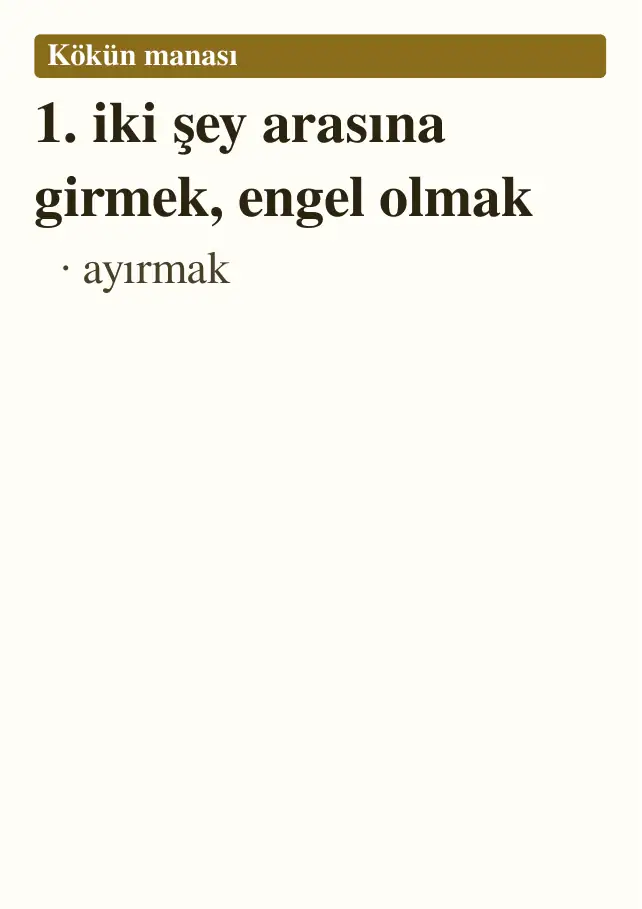 Kökün manası
1. iki şey arasına
girmek, engel olmak
· ayırmak